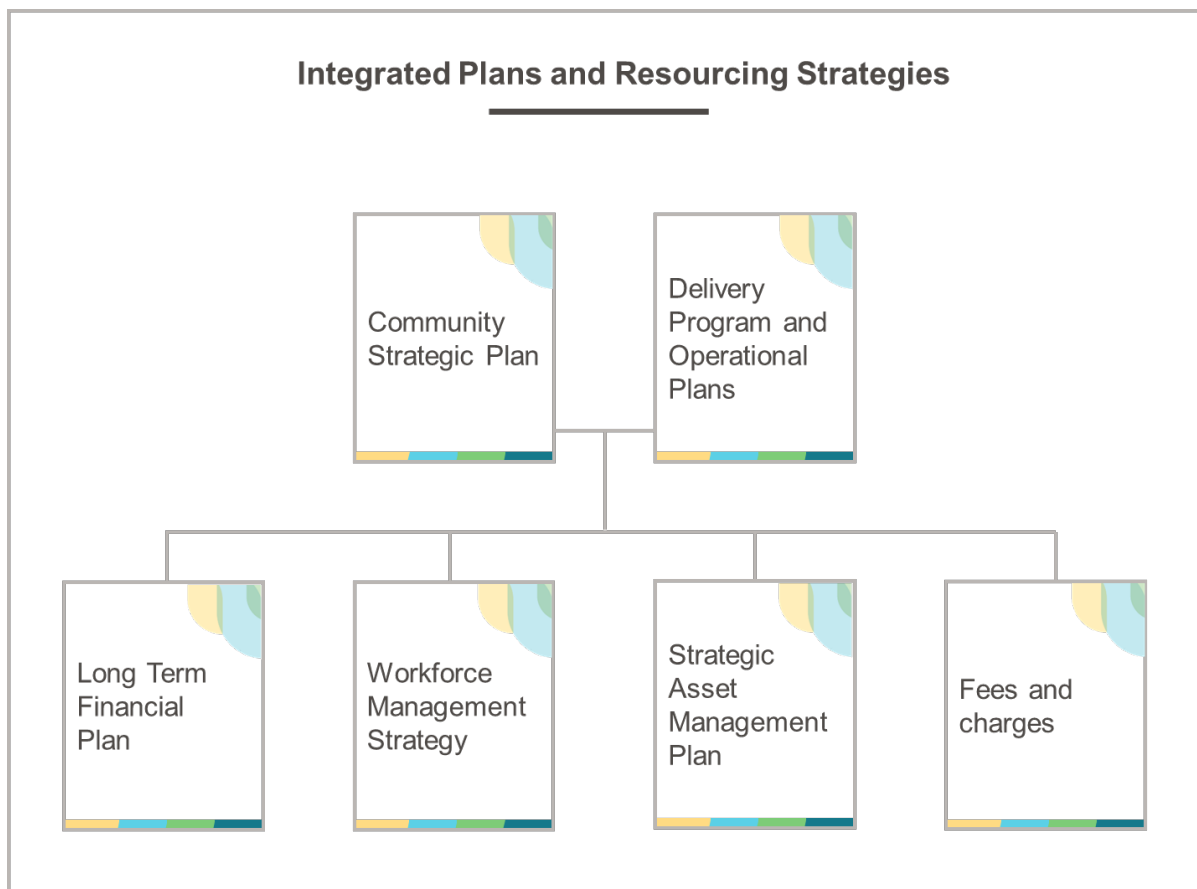 Integrated Plans and Resourcing Strategies
Community
Strategic Plan
Delivery
Program and
Operational
Plans
Long Term
Financial
Plan
Workforce
Management
Strategy
Strategic
Asset
Management
Plan
Fees and
charges